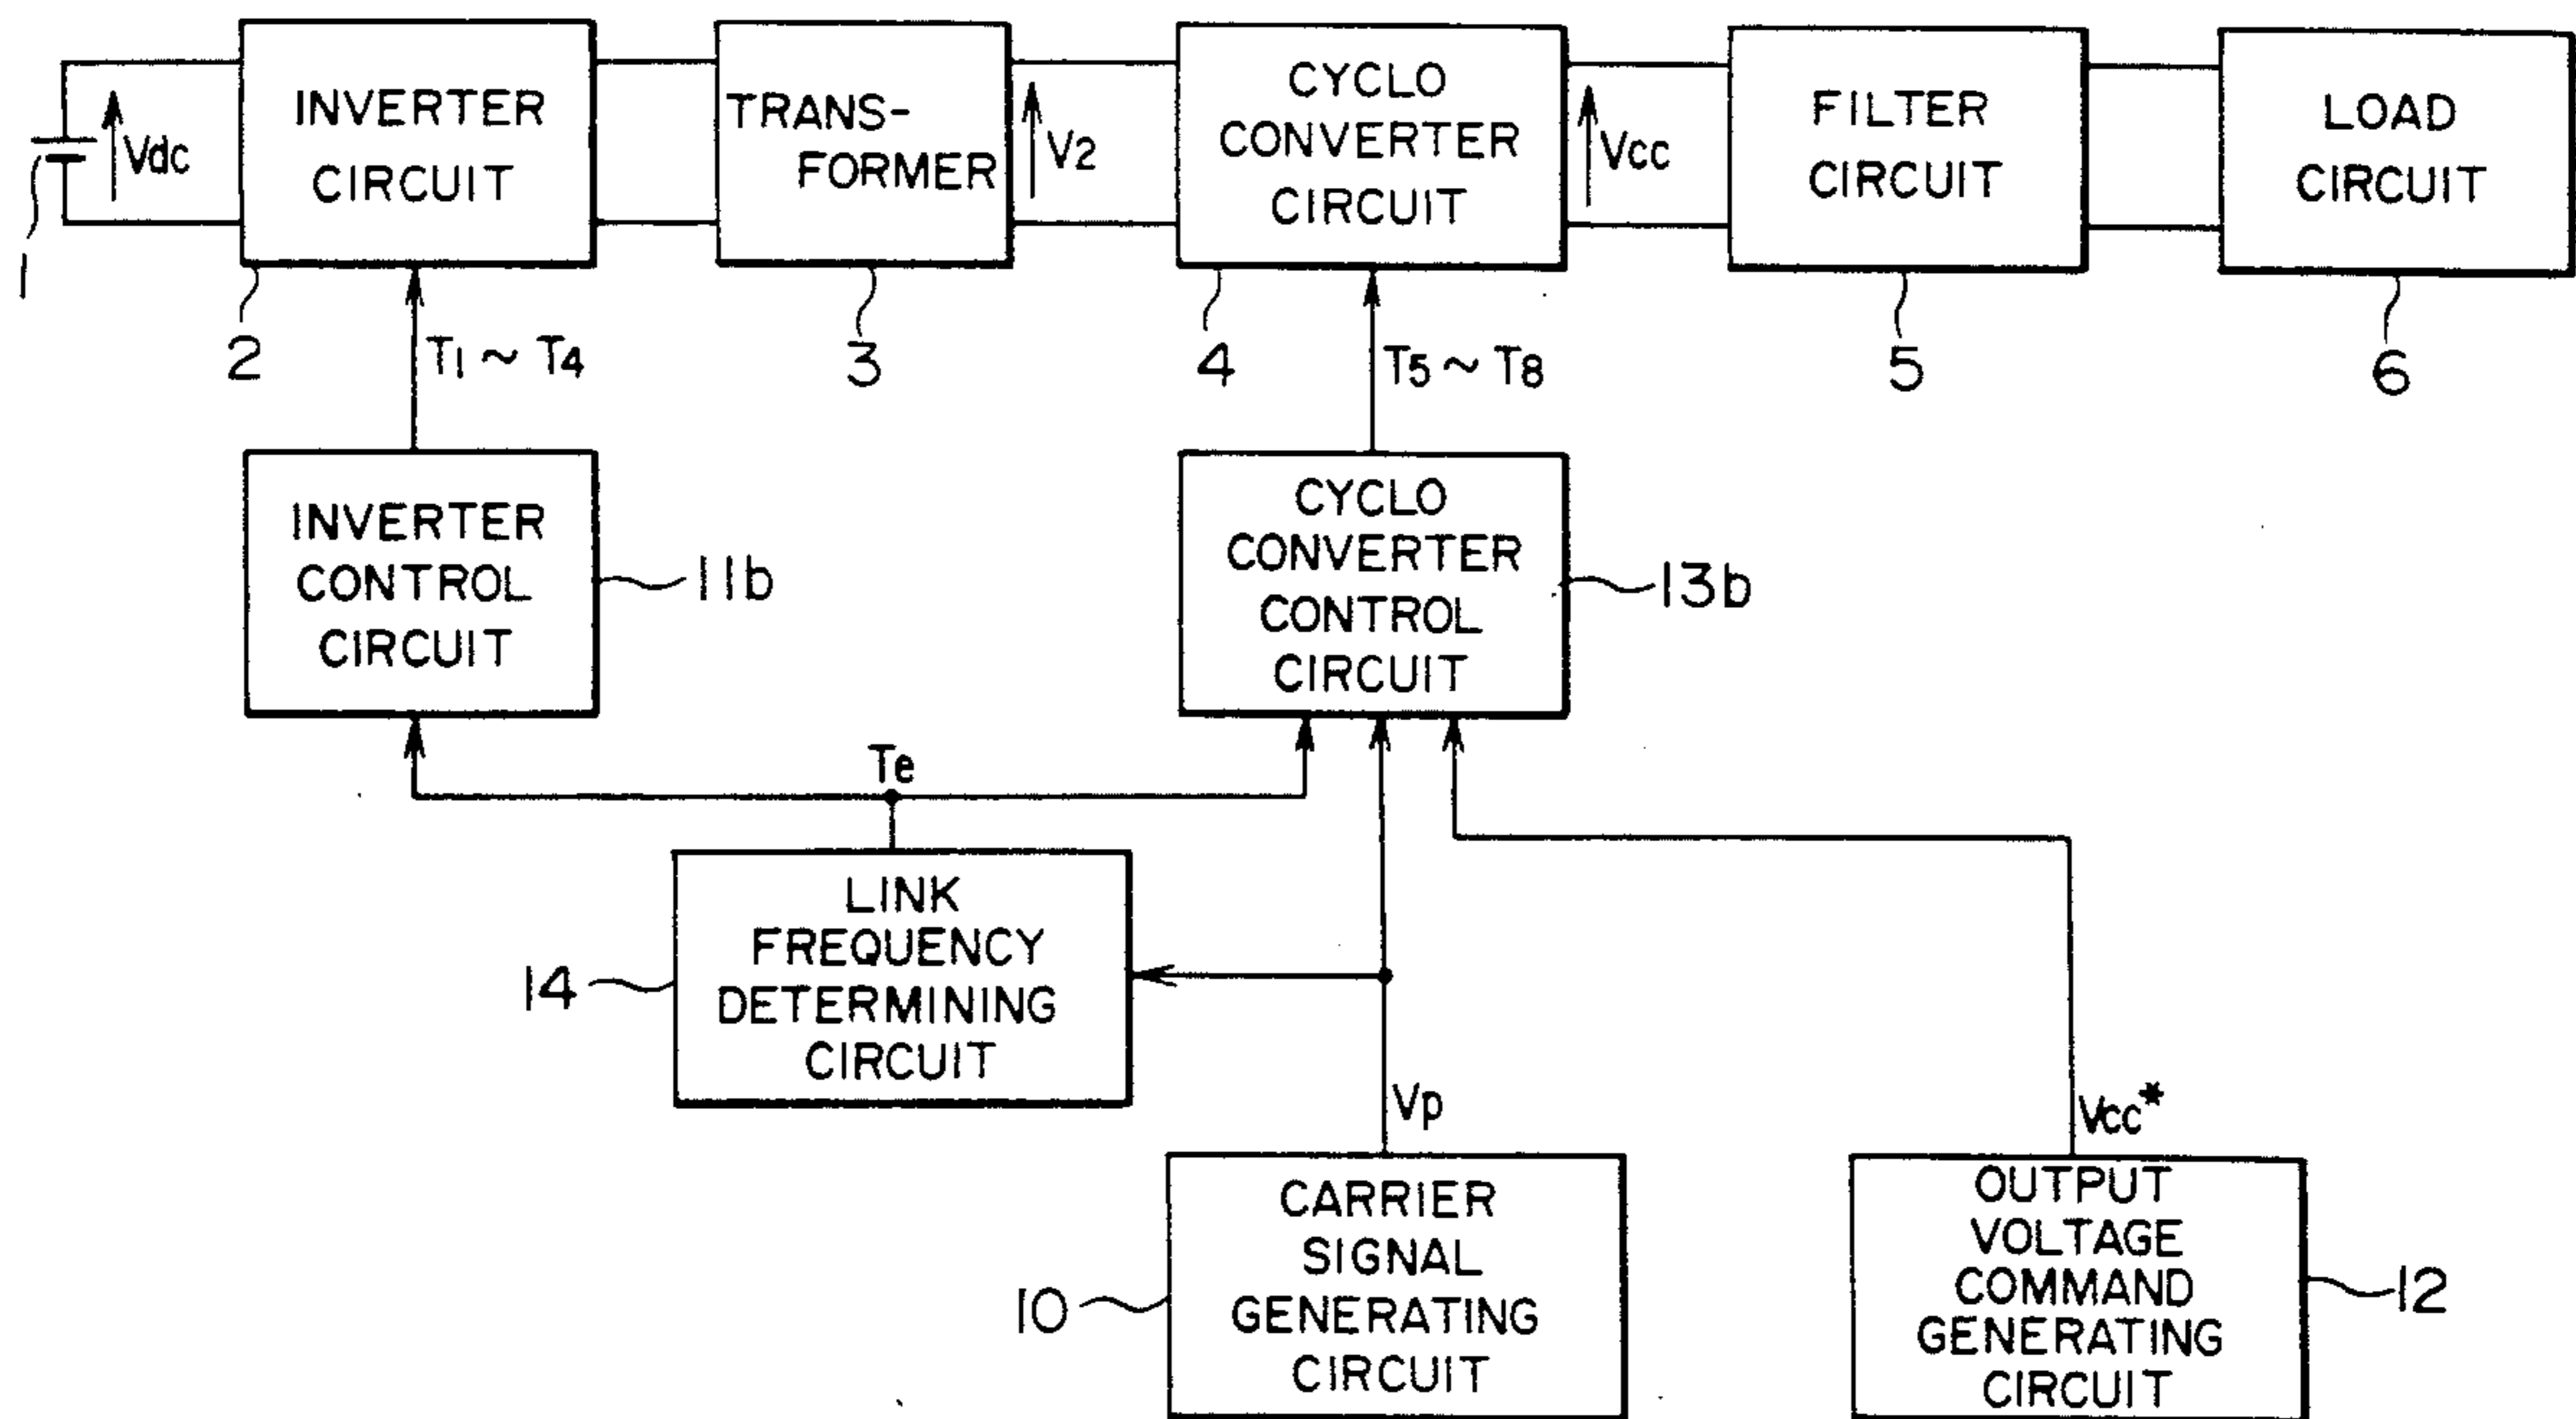 INVERTER
CIRCUIT
TRANS-
FORMER
CYCLO
CONVERTER
CIRCUIT
FILTER
CIRCUIT
LOAD
CIRCUIT
Vdc
V2
Vcc
1
2
3
4
5
6
T1 ~ T4
T5 ~ T8
INVERTER
CONTROL
CIRCUIT
11b
CYCLO
CONVERTER
CONTROL
CIRCUIT
13b
Te
LINK
FREQUENCY
DETERMINING
CIRCUIT
14
Vp
Vcc*
CARRIER
SIGNAL
GENERATING
CIRCUIT
10
OUTPUT
VOLTAGE
COMMAND
GENERATING
CIRCUIT
12